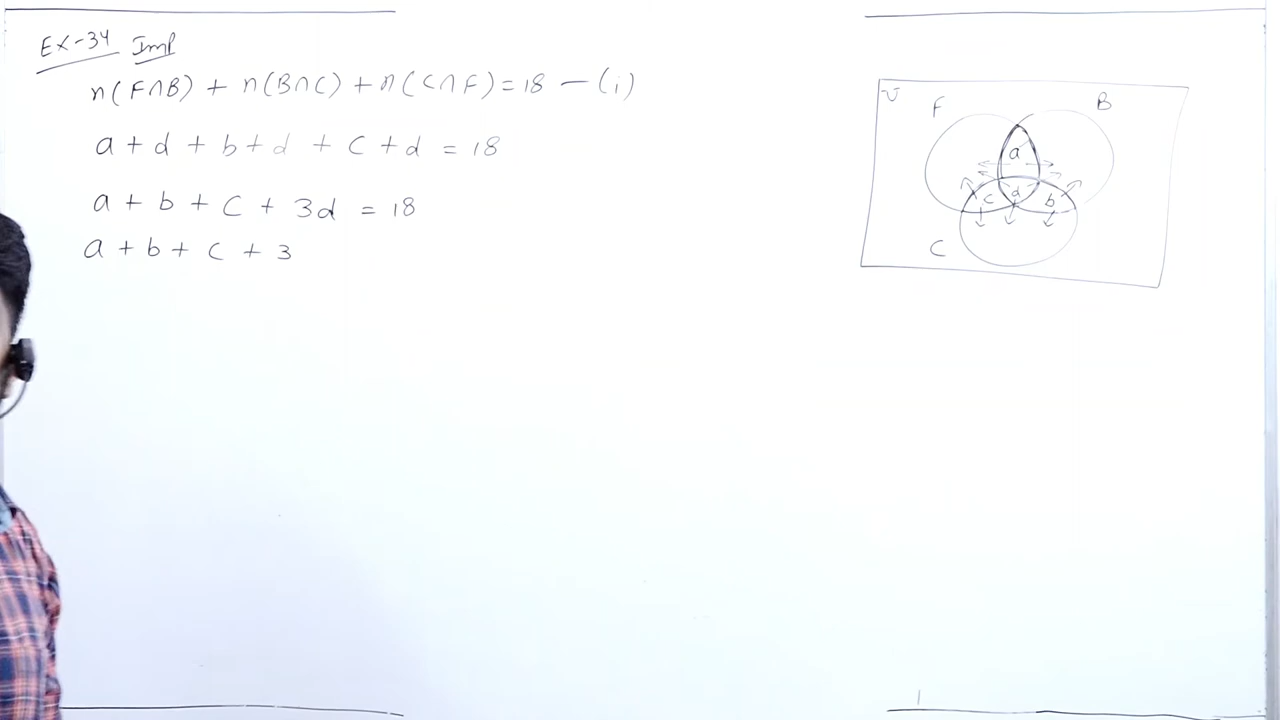 Ex-34 Imp
n(F∩B) + n(B∩C) + n(C∩F) = 18 — (i)
a + d + b + d + c + d = 18
a + b + c + 3d = 18
a + b + c + 3
U
F
B
a
c
d
b
C